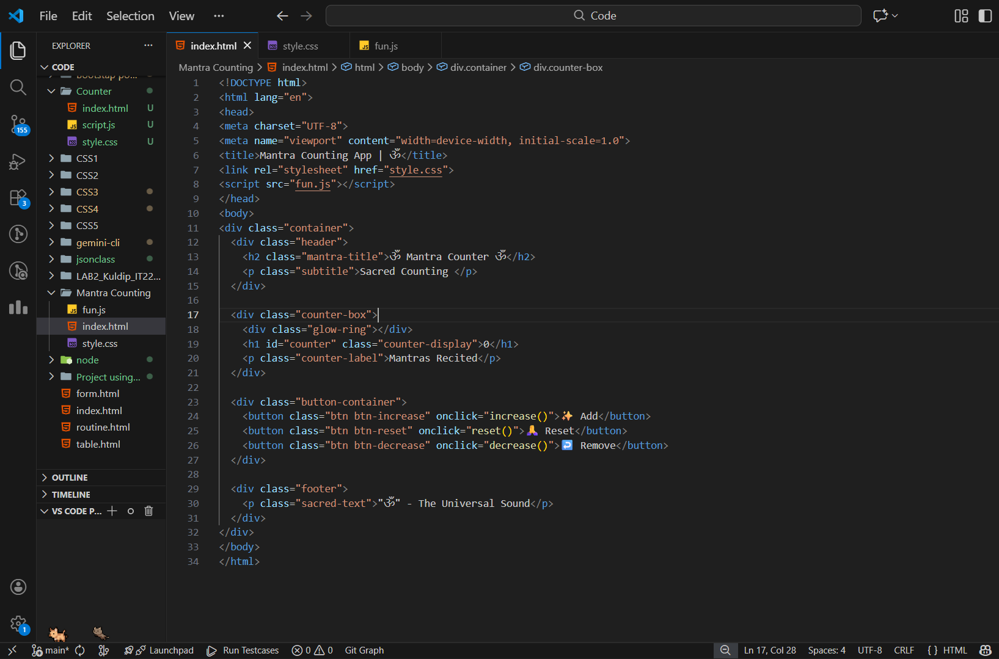 File Edit Selection View ··· Code
EXPLORER ···
CODE
Bootstap po...
Counter
index.html U
script.js U
style.css U
CSS1
CSS2
CSS3
CSS4
CSS5
gemini-cli
jsonclass
LAB2_Kuldip_IT22...
Mantra Counting
fun.js
index.html
style.css
node
Project using...
form.html
index.html
routine.html
table.html
OUTLINE
TIMELINE
VS CODE P...
155
3
1
index.html style.css fun.js
Mantra Counting > index.html > html > body > div.container > div.counter-box
1 <!DOCTYPE html>
2 <html lang="en">
3 <head>
4 <meta charset="UTF-8">
5 <meta name="viewport" content="width=device-width, initial-scale=1.0">
6 <title>Mantra Counting App | ॐ</title>
7 <link rel="stylesheet" href="style.css">
8 <script src="fun.js"></script>
9 </head>
10 <body>
11 <div class="container">
12 <div class="header">
13 <h2 class="mantra-title">ॐ Mantra Counter ॐ</h2>
14 <p class="subtitle">Sacred Counting </p>
15 </div>
16
17 <div class="counter-box">
18 <div class="glow-ring"></div>
19 <h1 id="counter" class="counter-display">0</h1>
20 <p class="counter-label">Mantras Recited</p>
21 </div>
22
23 <div class="button-container">
24 <button class="btn btn-increase" onclick="increase()">✨ Add</button>
25 <button class="btn btn-reset" onclick="reset()">🙏 Reset</button>
26 <button class="btn btn-decrease" onclick="decrease()">↩️ Remove</button>
27 </div>
28
29 <div class="footer">
30 <p class="sacred-text">"ॐ" - The Universal Sound</p>
31 </div>
32 </div>
33 </body>
34 </html>
main* Launchpad Run Testcases 0 0 Git Graph Ln 17, Col 28 Spaces: 4 UTF-8 CRLF { } HTML